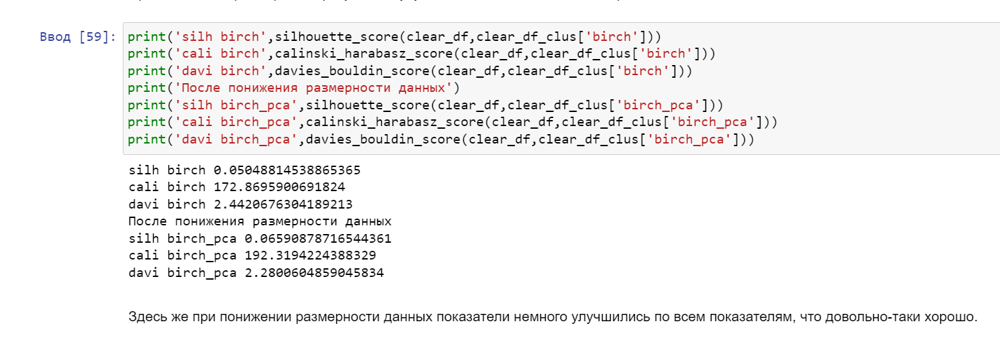 Ввод [59]: print('silh birch',silhouette_score(clear_df,clear_df_clus['birch']))
print('cali birch',calinski_harabasz_score(clear_df,clear_df_clus['birch']))
print('davi birch',davies_bouldin_score(clear_df,clear_df_clus['birch']))
print('После понижения размерности данных')
print('silh birch_pca',silhouette_score(clear_df,clear_df_clus['birch_pca']))
print('cali birch_pca',calinski_harabasz_score(clear_df,clear_df_clus['birch_pca']))
print('davi birch_pca',davies_bouldin_score(clear_df,clear_df_clus['birch_pca']))
silh birch 0.05048814538865365
cali birch 172.8695900691824
davi birch 2.4420676304189213
После понижения размерности данных
silh birch_pca 0.06590878716544361
cali birch_pca 192.3194224388329
davi birch_pca 2.2800604859045834
Здесь же при понижении размерности данных показатели немного улучшились по всем показателям, что довольно-таки хорошо.